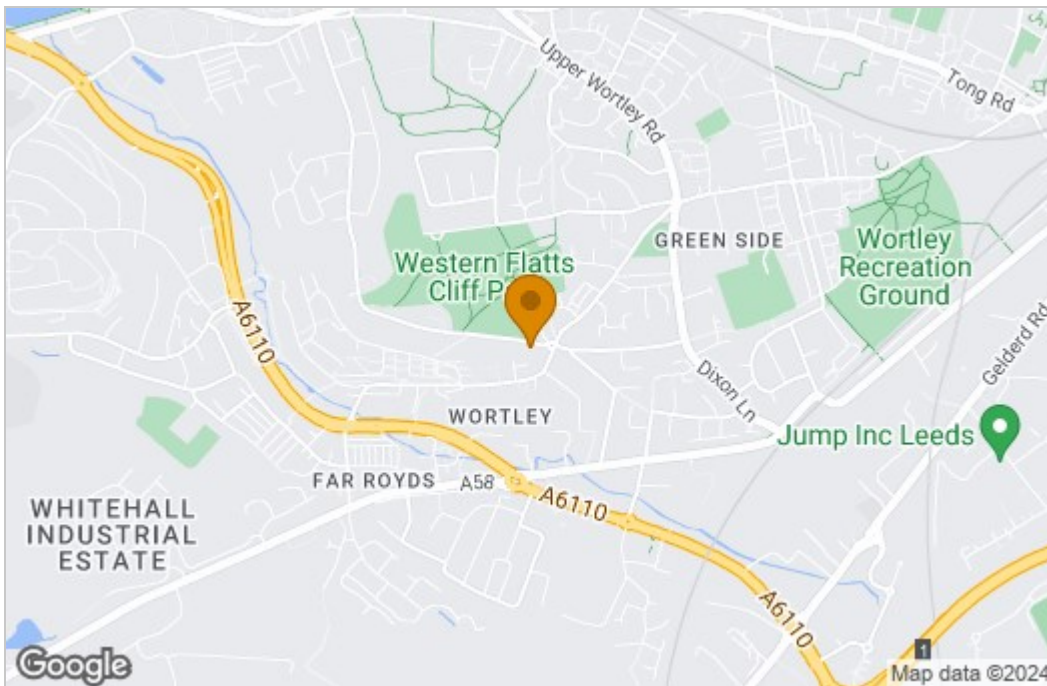 Upper Wortley Rd
Tong Rd
GREEN SIDE
Western Flatts
Cliff P
Wortley
Recreation
Ground
A6110
Gelderd Rd
Dixon Ln
WORTLEY
Jump Inc Leeds
FAR ROYDS
A58
A6110
WHITEHALL
INDUSTRIAL
ESTATE
A6110
1
Google
Map data ©2024